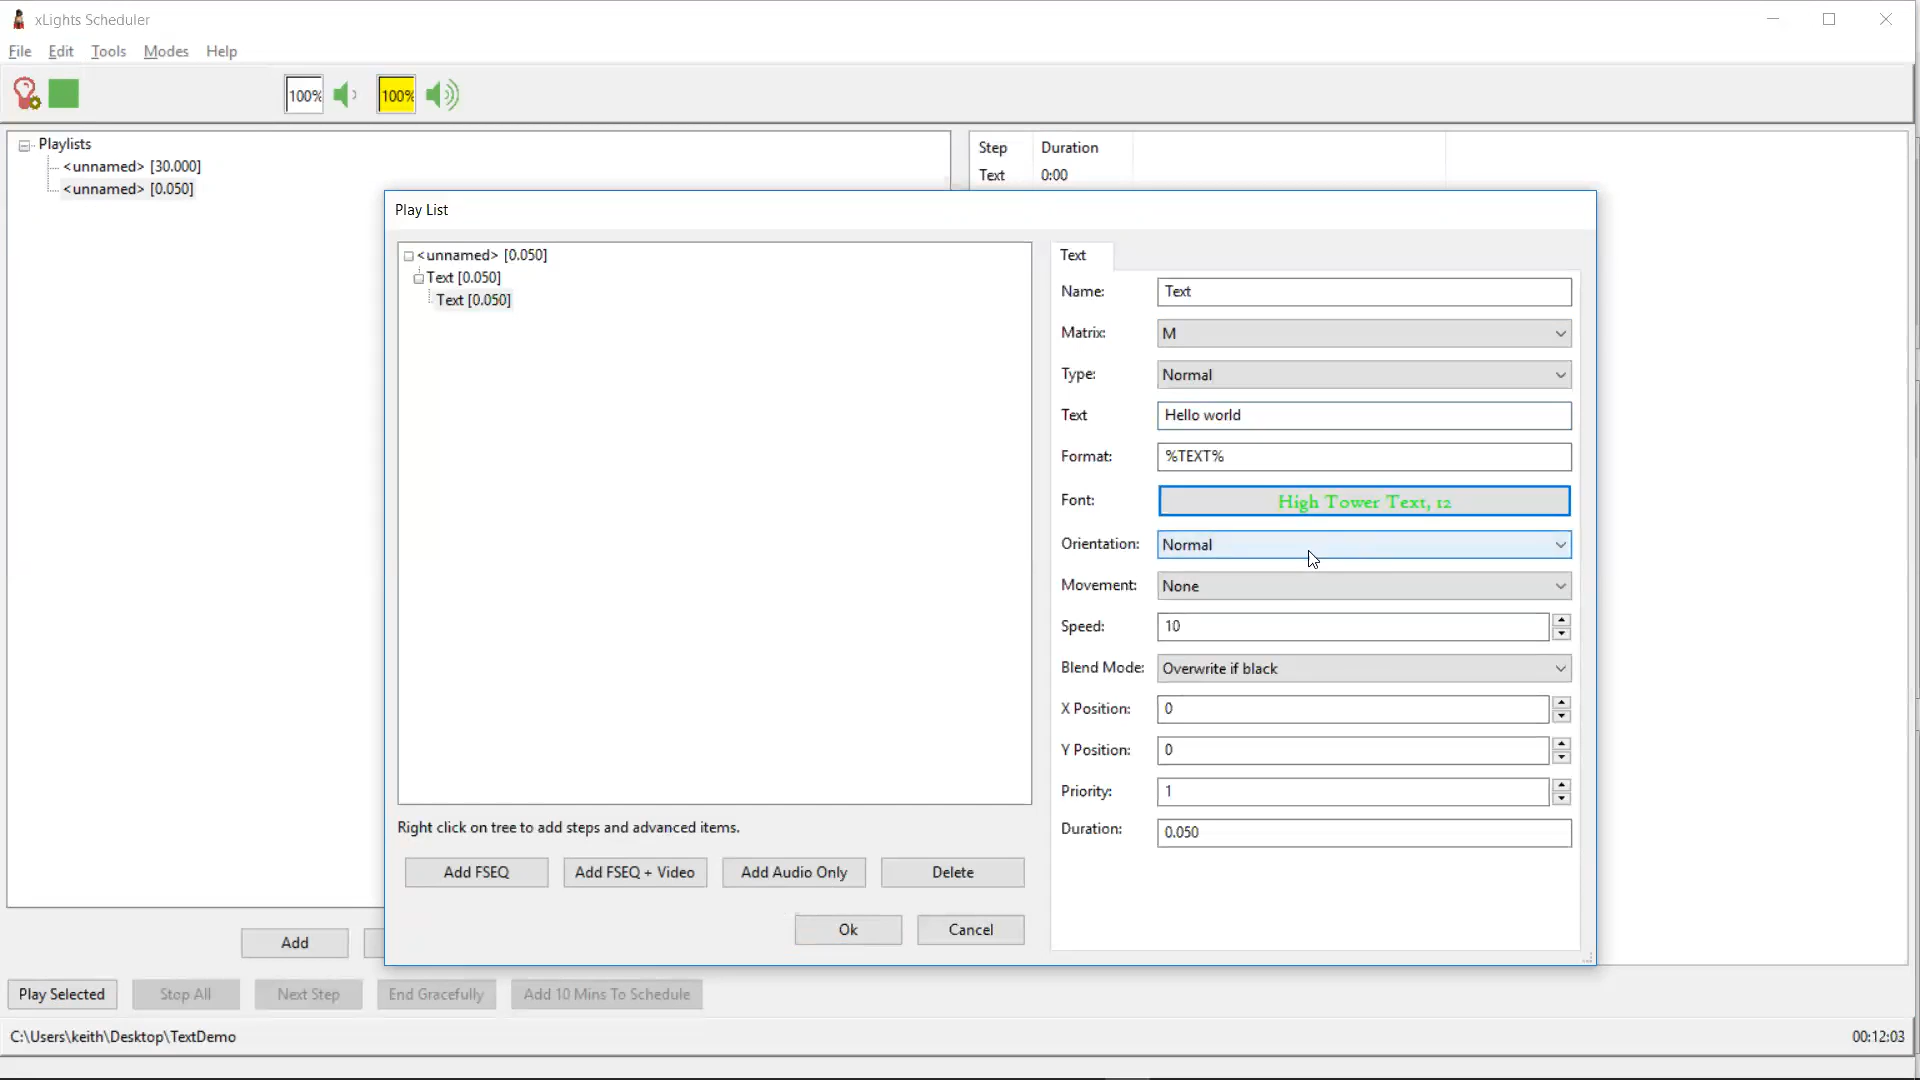 xLights Scheduler
File Edit Tools Modes Help
100% 100%
Playlists
<unnamed> [30.000]
<unnamed> [0.050]
Step Duration
Text 0:00
Play List
<unnamed> [0.050]
Text [0.050]
Text [0.050]
Text
Name: Text
Matrix: M
Type: Normal
Text Hello world
Format: %TEXT%
Font: High Tower Text, 12
Orientation: Normal
Movement: None
Speed: 10
Blend Mode: Overwrite if black
X Position: 0
Y Position: 0
Priority: 1
Duration: 0.050
Right click on tree to add steps and advanced items.
Add FSEQ Add FSEQ + Video Add Audio Only Delete
Ok Cancel
Add
Play Selected Stop All Next Step End Gracefully Add 10 Mins To Schedule
C:\Users\keith\Desktop\TextDemo 00:12:03